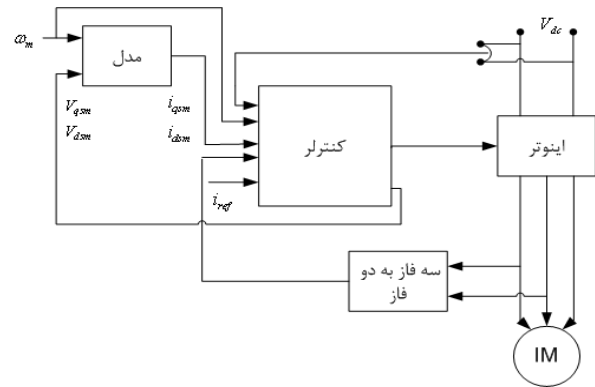 V_dc
ω_m
مدل
V_qsm
V_dsm
i_qsm
i_dsm
کنترلر
اینوتر
i_ref
سه فاز به دو
فاز
IM